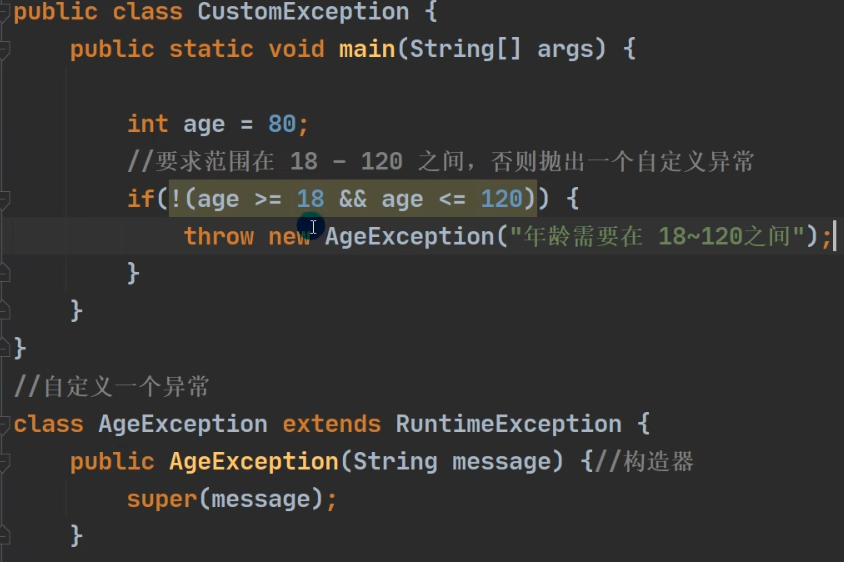 public class CustomException {
public static void main(String[] args) {
int age = 80;
//要求范围在 18 - 120 之间，否则抛出一个自定义异常
if(!(age >= 18 && age <= 120)) {
throw new AgeException("年龄需要在 18~120之间");
}
}
}
//自定义一个异常
class AgeException extends RuntimeException {
public AgeException(String message) {//构造器
super(message);
}